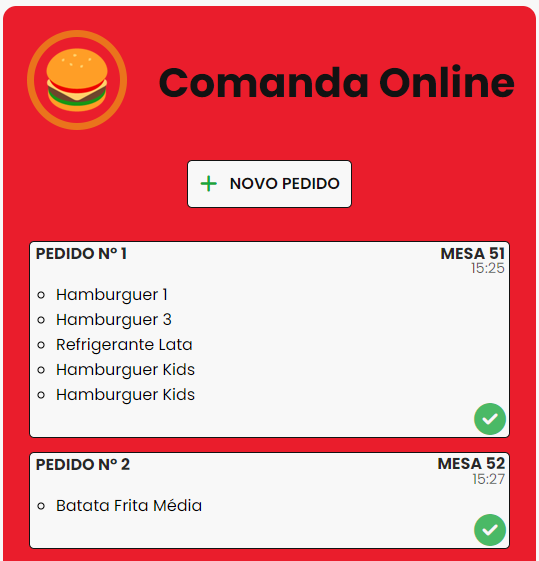 Comanda Online
NOVO PEDIDO
PEDIDO Nº 1 MESA 51
15:25
Hamburguer 1
Hamburguer 3
Refrigerante Lata
Hamburguer Kids
Hamburguer Kids
PEDIDO Nº 2 MESA 52
15:27
Batata Frita Média